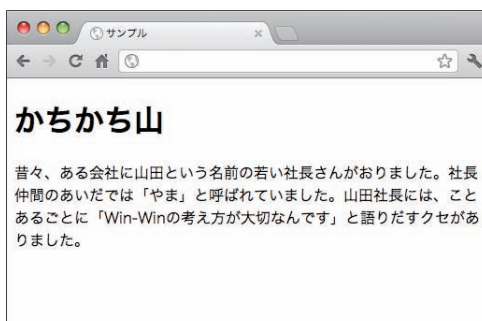 サンプル
かちかち山
昔々、ある会社に山田という名前の若い社長さんがおりました。社長
仲間のあいだでは「やま」と呼ばれていました。山田社長には、こと
あるごとに「Win-Winの考え方が大切なんです」と語りだすクセがあ
りました。